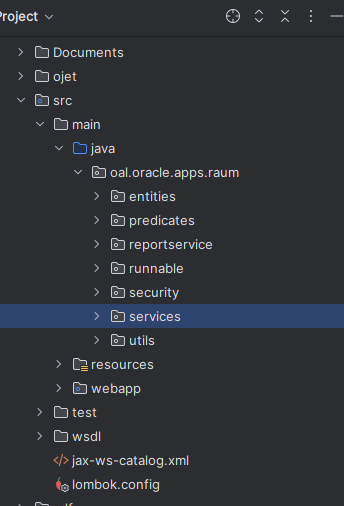 Project
Documents
ojet
src
main
java
oal.oracle.apps.raum
entities
predicates
reportservice
runnable
security
services
utils
resources
webapp
test
wsdl
jax-ws-catalog.xml
lombok.config